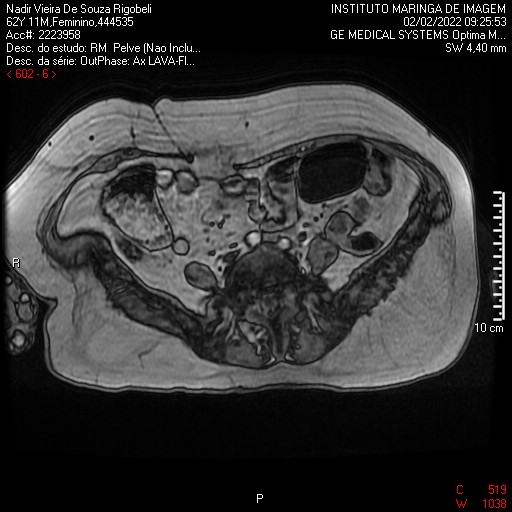 Nadir Vieira De Souza Rigobeli
62Y 11M,Feminino,444535
Acc#: 2223958
Desc. do estudo: RM Pelve (Nao Inclu...
Desc. da série: OutPhase: Ax LAVA-Fl...
< 602 - 6 >
INSTITUTO MARINGA DE IMAGEM
02/02/2022 09:25:53
GE MEDICAL SYSTEMS Optima M...
SW 4,40 mm
R
10 cm
P
C 519
W 1038